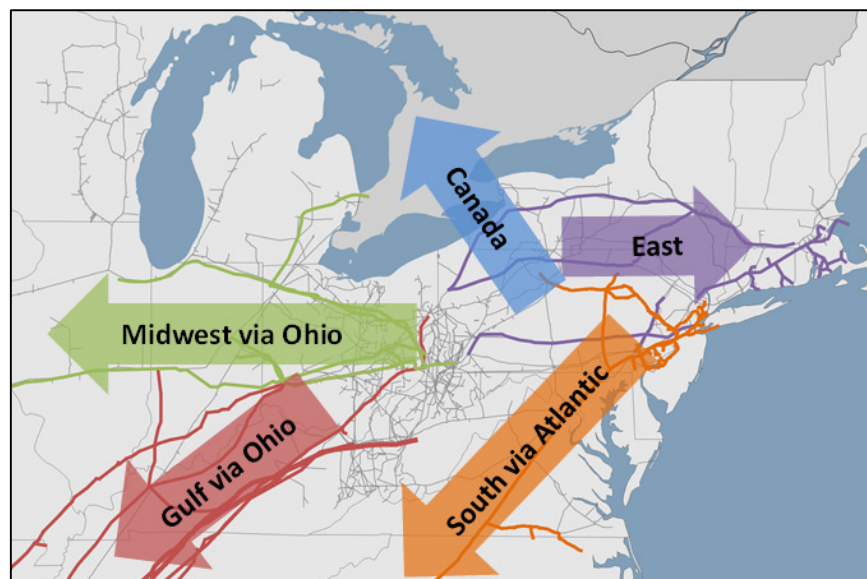 Canada
East
Midwest via Ohio
Gulf via Ohio
South via Atlantic